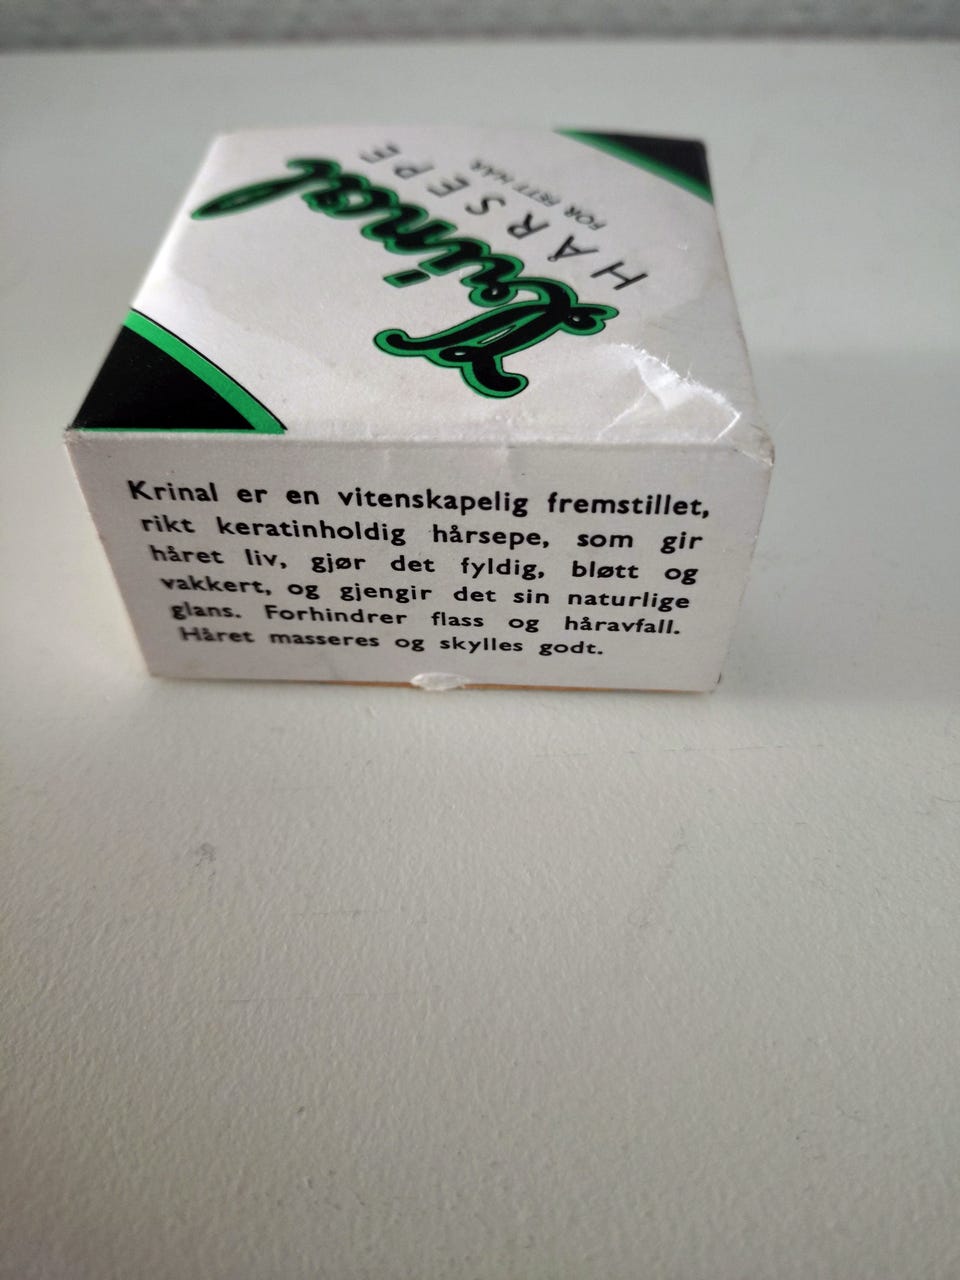 Krinal
HÅRSEPE
FOR FETT HÅR
Krinal er en vitenskapelig fremstillet,
rikt keratinholdig hårsepe, som gir
håret liv, gjør det fyldig, bløtt og
vakkert, og gjengir det sin naturlige
glans. Forhindrer flass og håravfall.
Håret masseres og skylles godt.